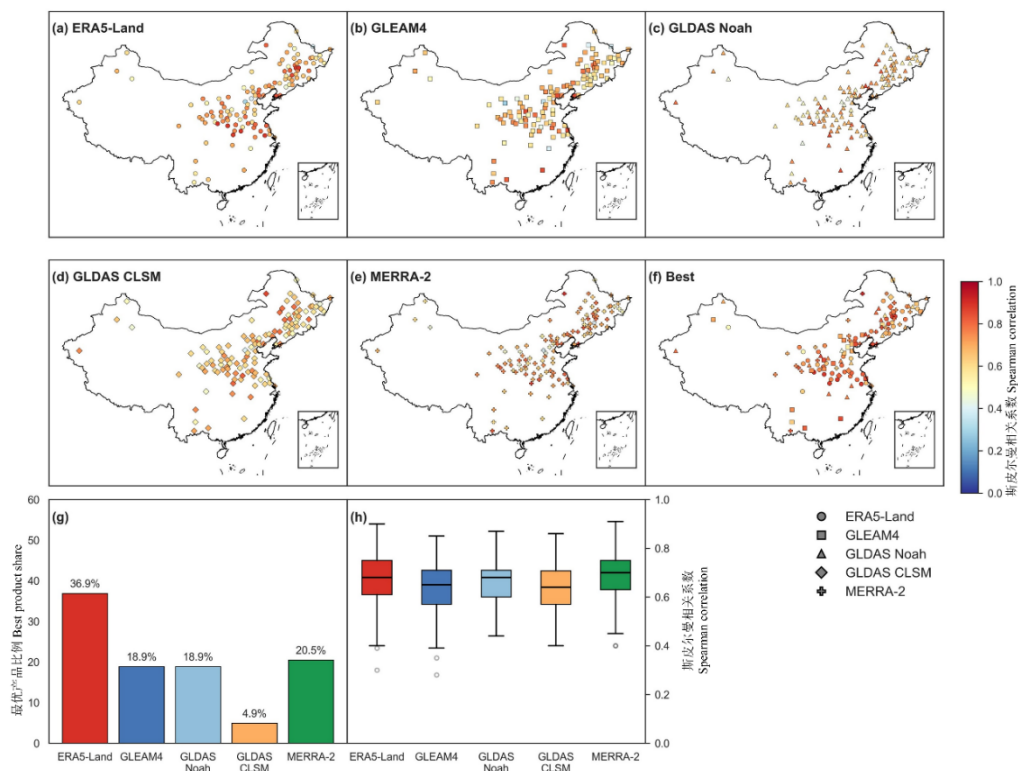 (a) ERA5-Land
(b) GLEAM4
(c) GLDAS Noah
(d) GLDAS CLSM
(e) MERRA-2
(f) Best
1.0
0.8
0.6
0.4
0.2
0.0
斯皮尔曼相关系数 Spearman correlation
(g)
60
50
40
30
20
10
0
最优产品比例 Best product share
36.9%
18.9%
18.9%
4.9%
20.5%
ERA5-Land
GLEAM4
GLDAS
Noah
GLDAS
CLSM
MERRA-2
(h)
1.0
0.8
0.6
0.4
0.2
0.0
斯皮尔曼相关系数
Spearman correlation
ERA5-Land
GLEAM4
GLDAS
Noah
GLDAS
CLSM
MERRA-2
ERA5-Land
GLEAM4
GLDAS Noah
GLDAS CLSM
MERRA-2